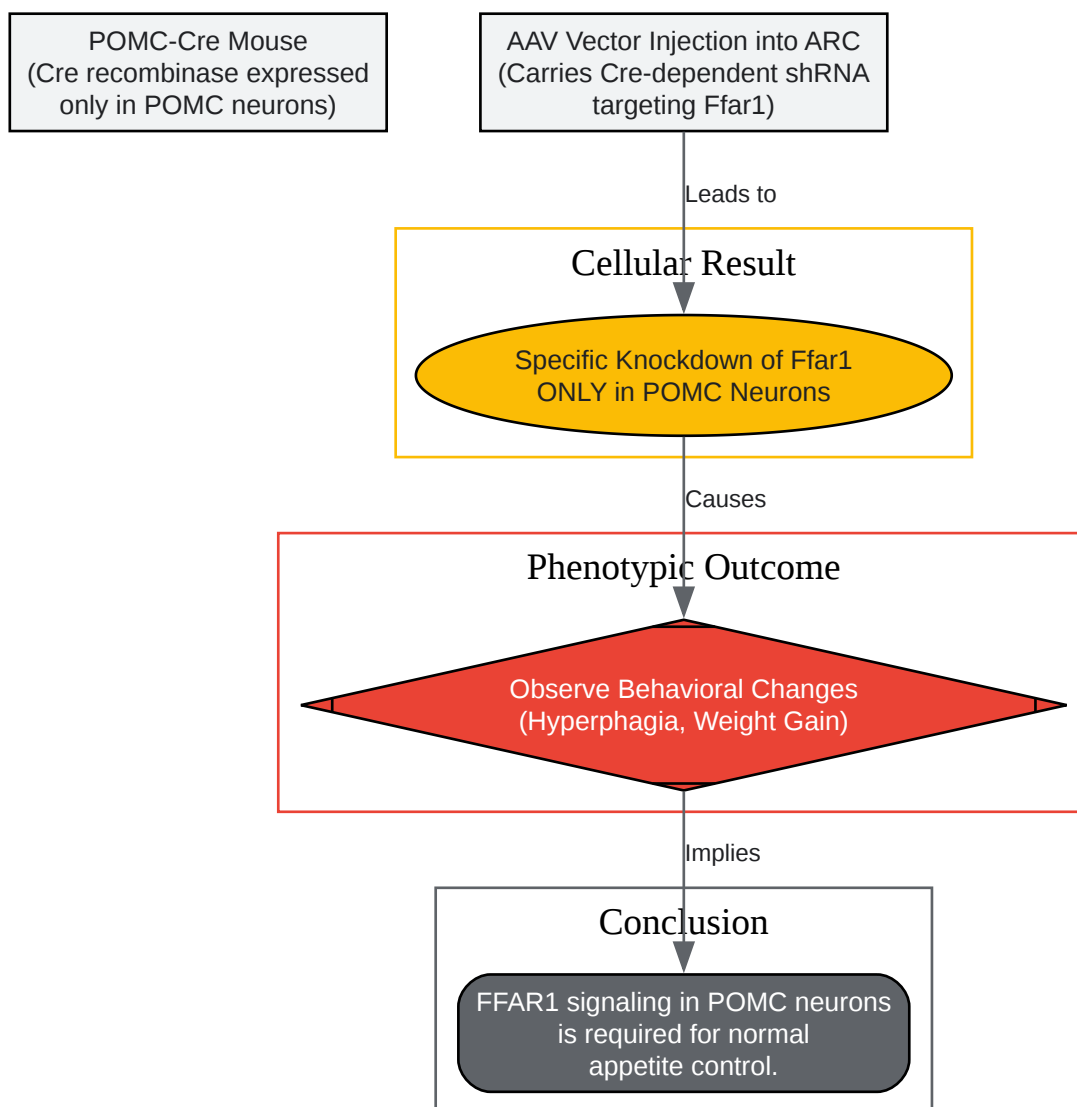 POMC-Cre Mouse
(Cre recombinase expressed
only in POMC neurons)
AAV Vector Injection into ARC
(Carries Cre-dependent shRNA
targeting Ffar1)
Leads to
Cellular Result
Specific Knockdown of Ffar1
ONLY in POMC Neurons
Causes
Phenotypic Outcome
Observe Behavioral Changes
(Hyperphagia, Weight Gain)
Implies
Conclusion
FFAR1 signaling in POMC neurons
is required for normal
appetite control.